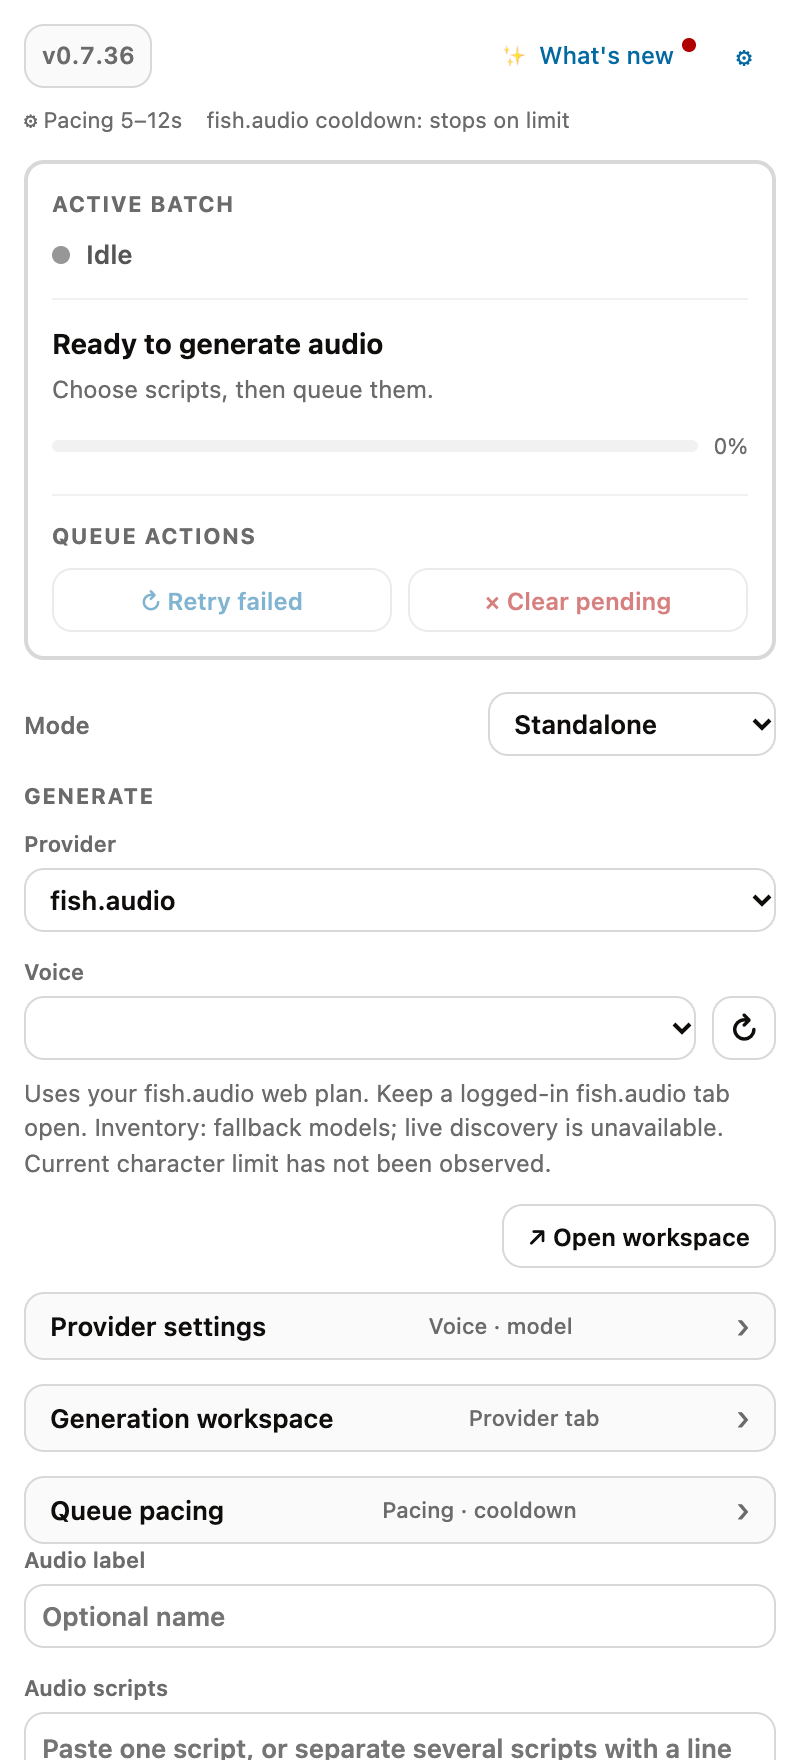 v0.7.36
✨ What's new
⚙
⚙ Pacing 5–12s fish.audio cooldown: stops on limit
ACTIVE BATCH
Idle
Ready to generate audio
Choose scripts, then queue them.
0%
QUEUE ACTIONS
↻ Retry failed
× Clear pending
Mode
Standalone
GENERATE
Provider
fish.audio
Voice
↻
Uses your fish.audio web plan. Keep a logged-in fish.audio tab
open. Inventory: fallback models; live discovery is unavailable.
Current character limit has not been observed.
↗ Open workspace
Provider settings Voice · model ›
Generation workspace Provider tab ›
Queue pacing Pacing · cooldown ›
Audio label
Optional name
Audio scripts
Paste one script, or separate several scripts with a line